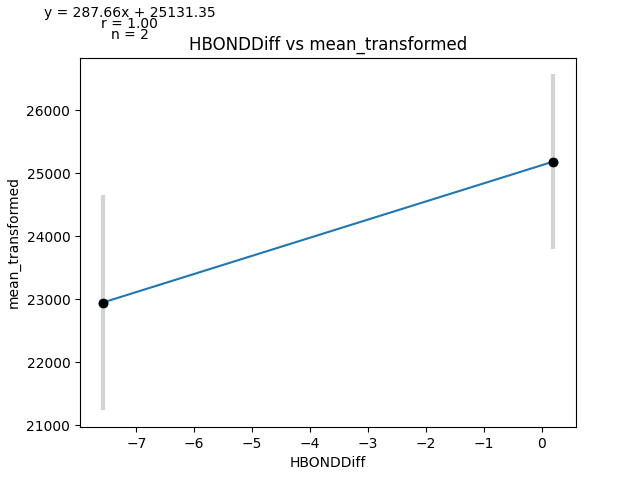 y = 287.66x + 25131.35
r = 1.00
n = 2
HBONDDiff vs mean_transformed
26000
25000
24000
23000
22000
21000
mean_transformed
−7
−6
−5
−4
−3
−2
−1
0
HBONDDiff